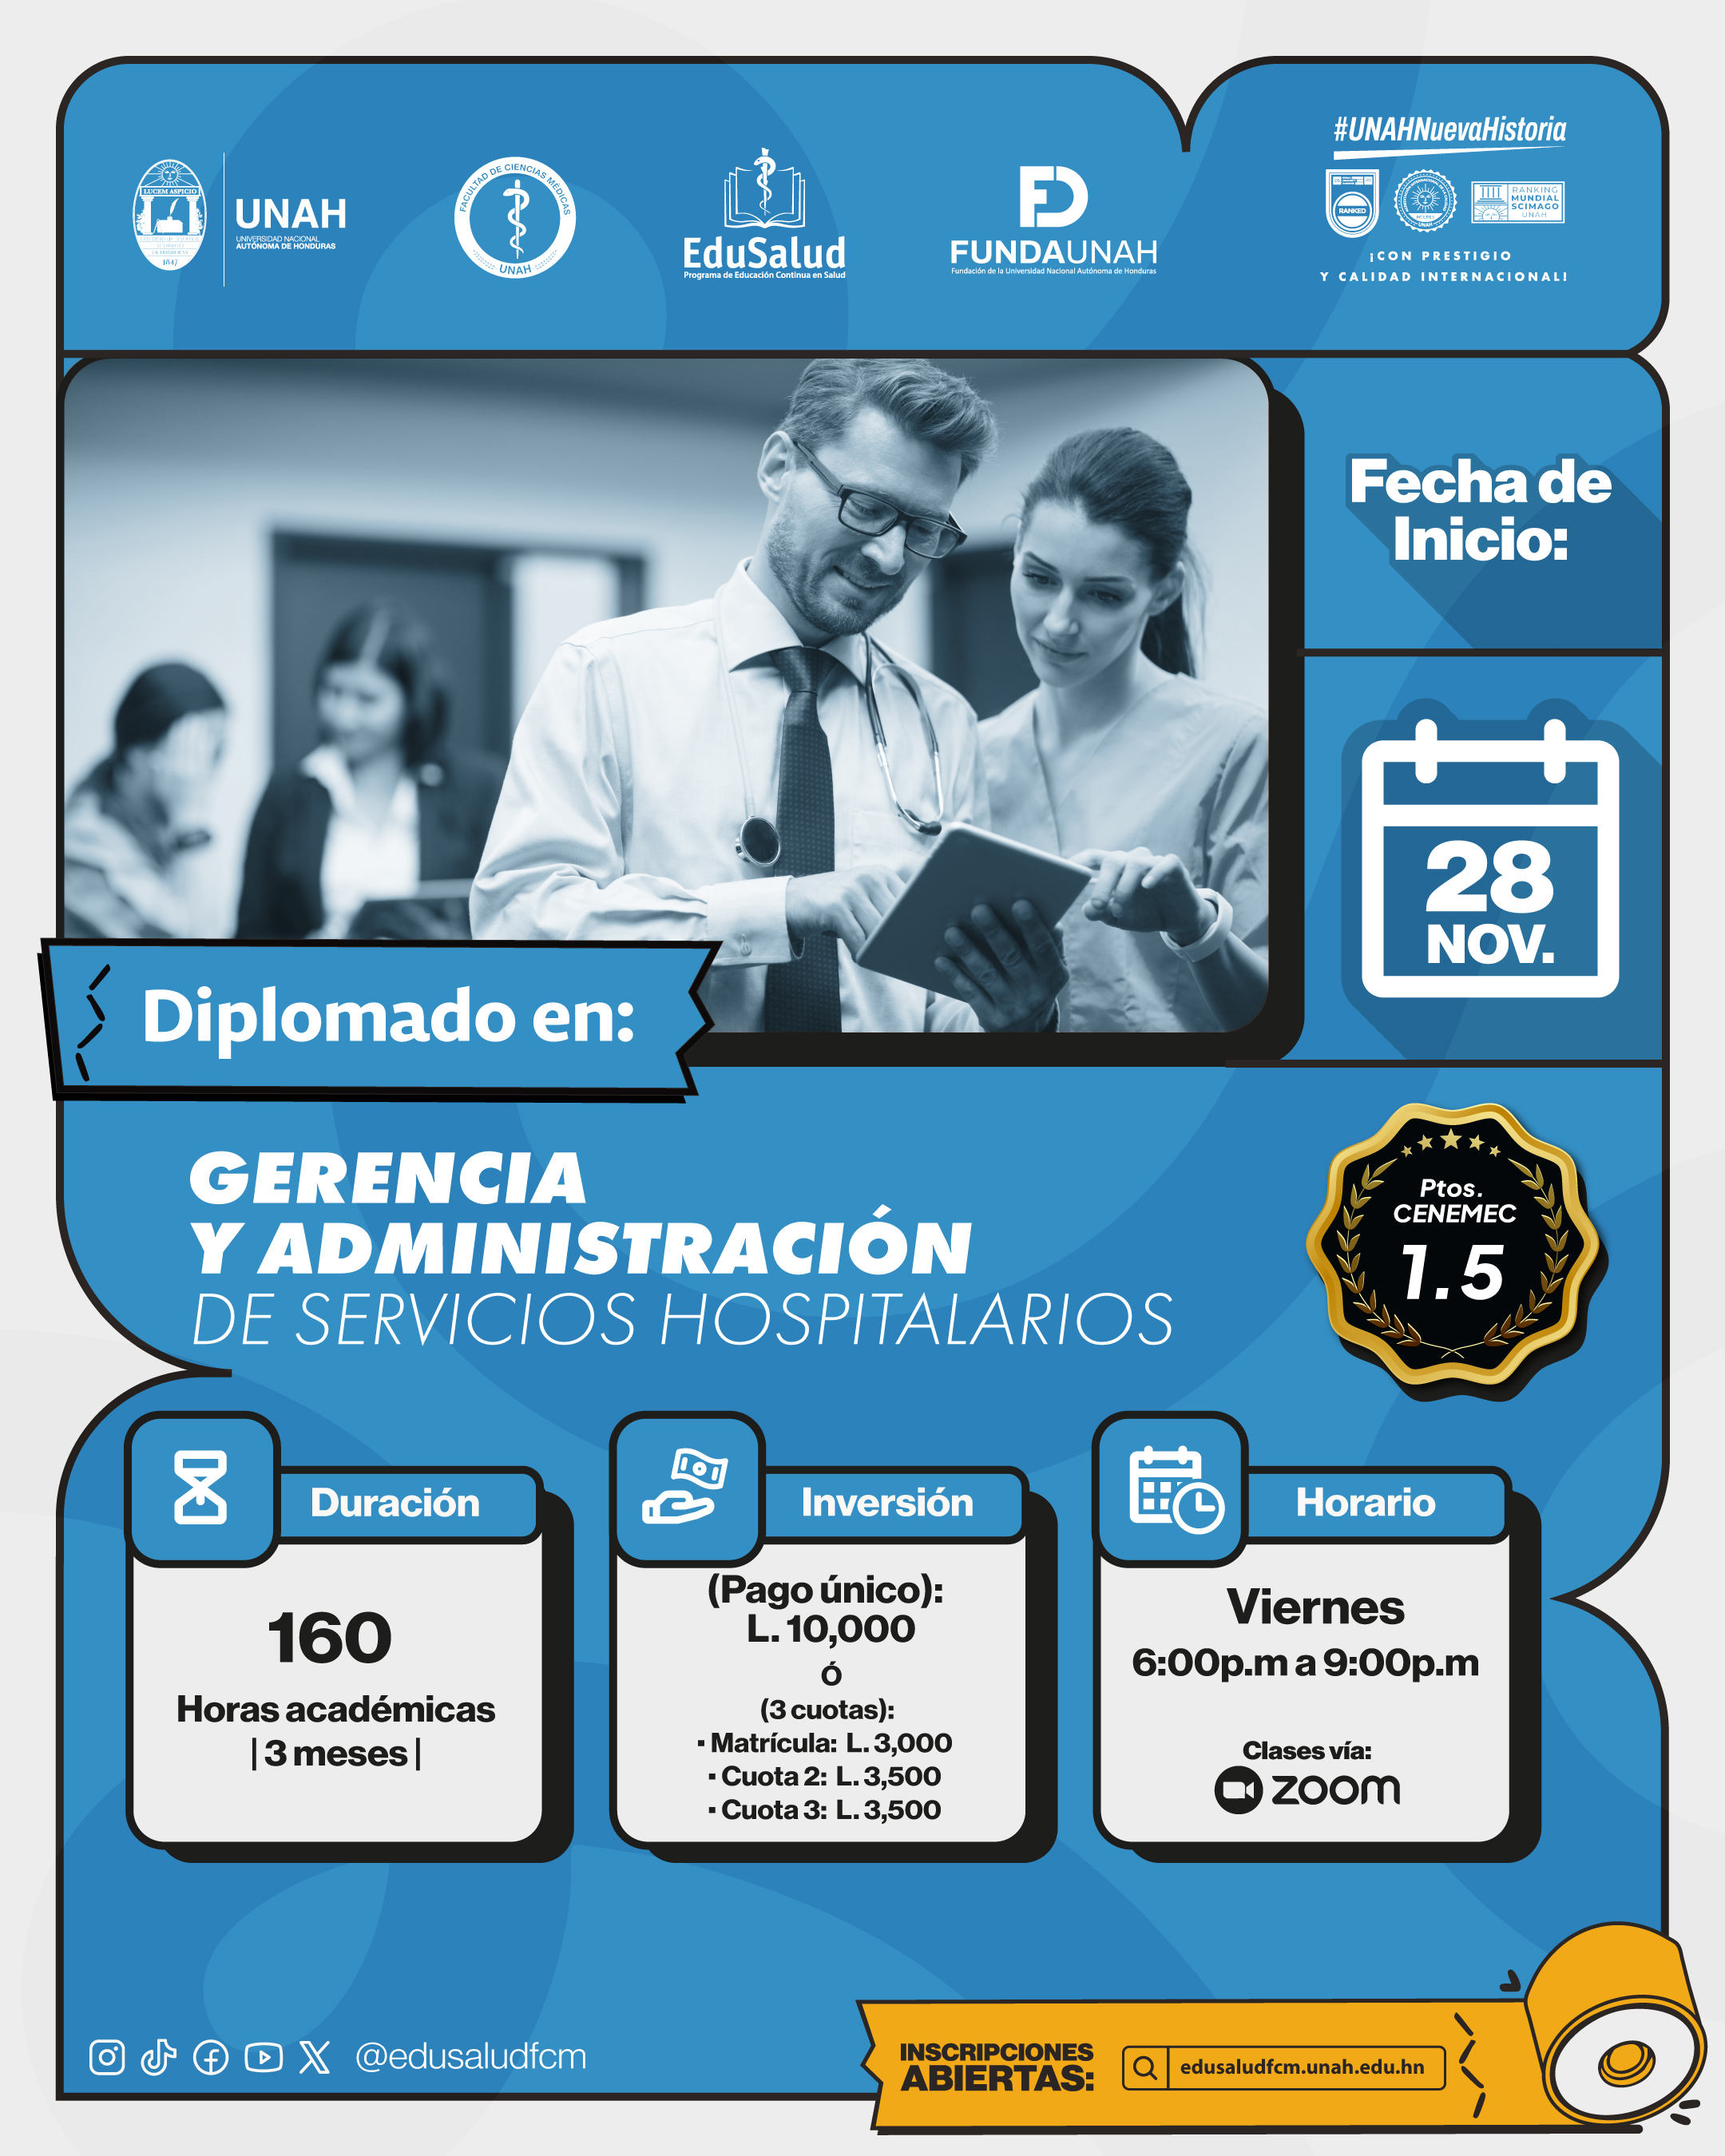 #UNAHNuevaHistoria
LUCEM ASPICIO
1847
UNAH
UNIVERSIDAD NACIONAL
AUTÓNOMA DE HONDURAS
FACULTAD DE CIENCIAS MÉDICAS
UNAH
EduSalud
Programa de Educación Continua en Salud
FUNDAUNAH
Fundación de la Universidad Nacional Autónoma de Honduras
RANKED
RANKING
MUNDIAL
SCIMAGO
UNAH
¡CON PRESTIGIO
Y CALIDAD INTERNACIONAL!
Fecha de
Inicio:
28
NOV.
Diplomado en:
GERENCIA
Y ADMINISTRACIÓN
DE SERVICIOS HOSPITALARIOS
Ptos.
CENEMEC
1.5
Duración
160
Horas académicas
| 3 meses |
Inversión
(Pago único):
L. 10,000
Ó
(3 cuotas):
▪ Matrícula: L. 3,000
▪ Cuota 2: L. 3,500
▪ Cuota 3: L. 3,500
Horario
Viernes
6:00p.m a 9:00p.m
Clases vía:
zoom
@edusaludfcm
INSCRIPCIONES
ABIERTAS:
edusaludfcm.unah.edu.hn